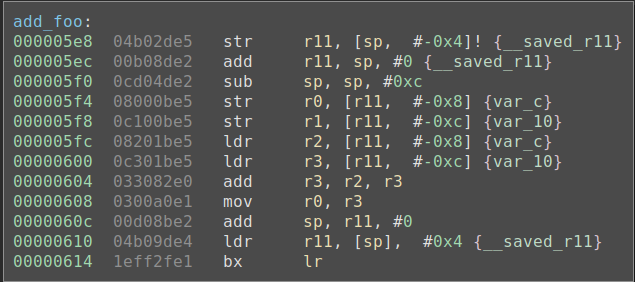 add_foo:
000005e8  04b02de5   str     r11, [sp,  #-0x4]! {__saved_r11}
000005ec  00b08de2   add     r11, sp, #0 {__saved_r11}
000005f0  0cd04de2   sub     sp, sp, #0xc
000005f4  08000be5   str     r0, [r11,  #-0x8] {var_c}
000005f8  0c100be5   str     r1, [r11,  #-0xc] {var_10}
000005fc  08201be5   ldr     r2, [r11,  #-0x8] {var_c}
00000600  0c301be5   ldr     r3, [r11,  #-0xc] {var_10}
00000604  033082e0   add     r3, r2, r3
00000608  0300a0e1   mov     r0, r3
0000060c  00d08be2   add     sp, r11, #0
00000610  04b09de4   ldr     r11, [sp],  #0x4 {__saved_r11}
00000614  1eff2fe1   bx      lr